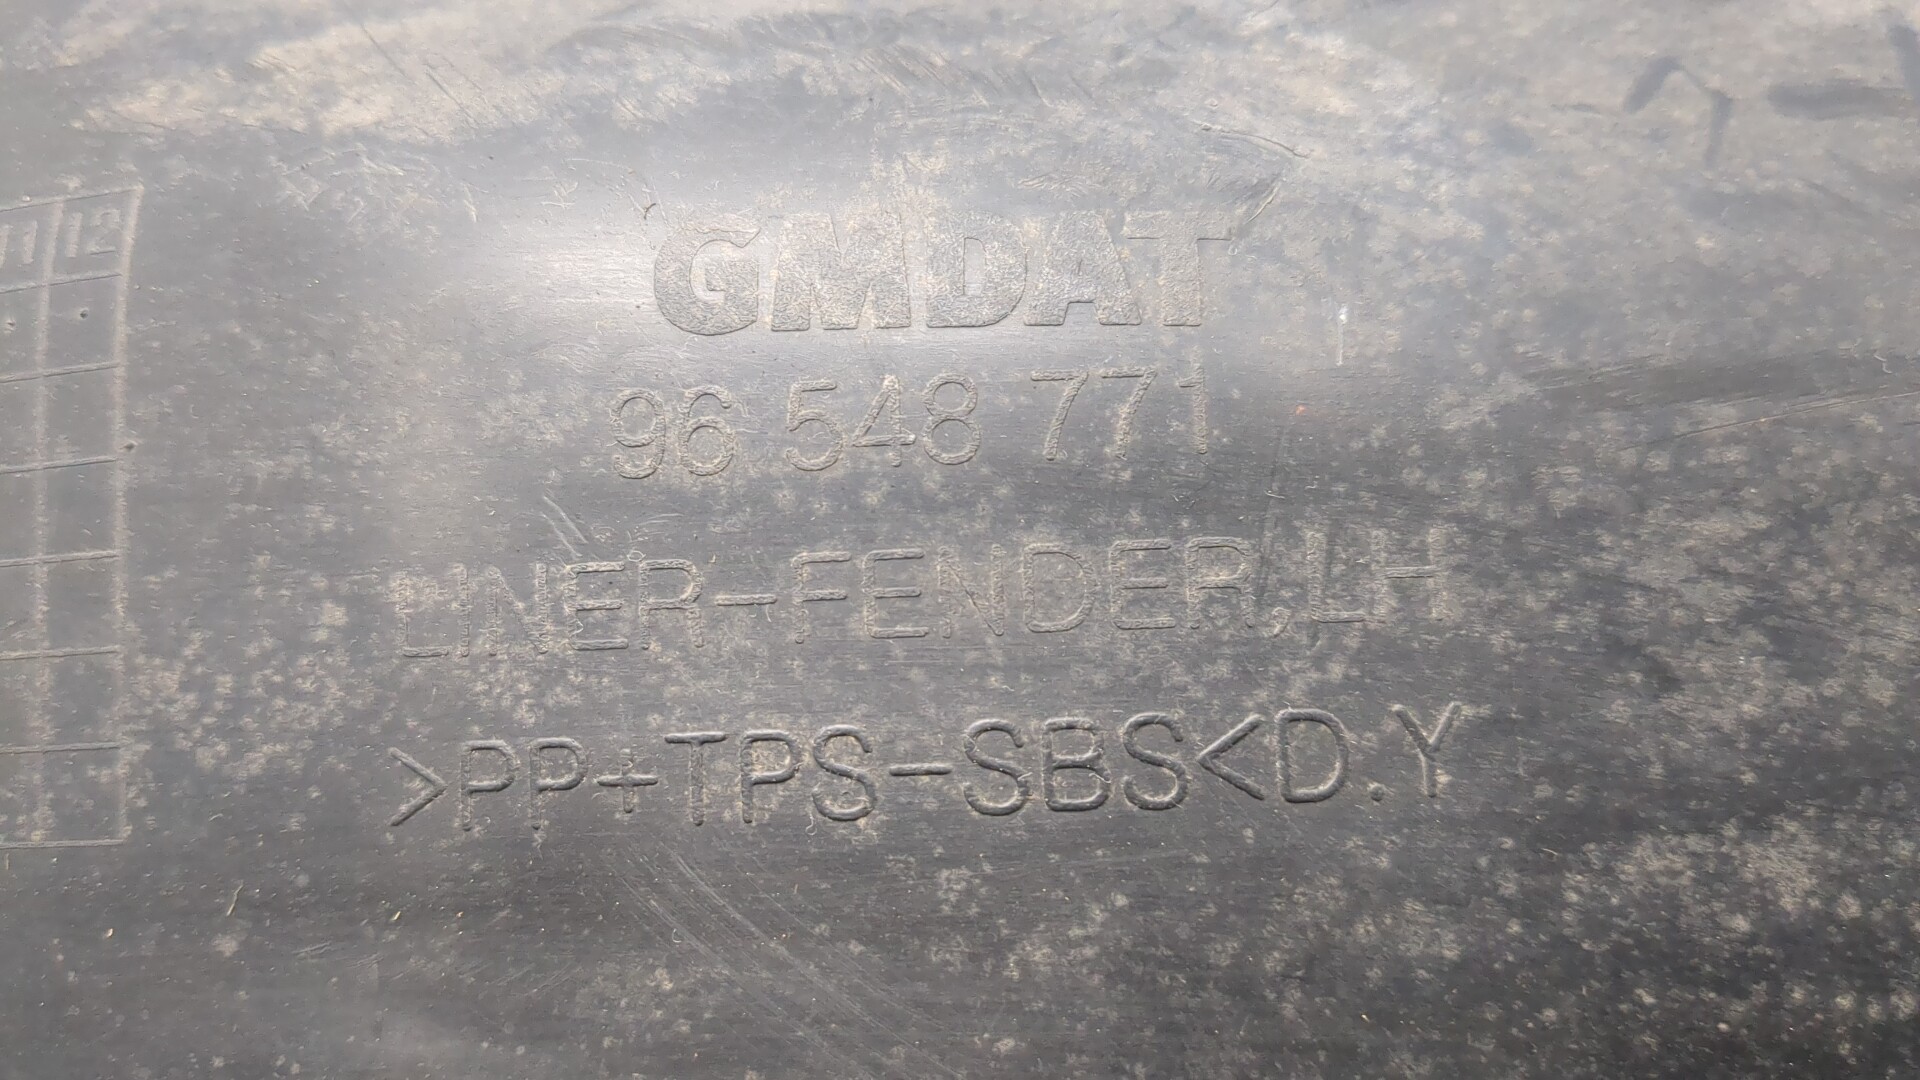 11 12
GMDAT
96 548 771
LINER-FENDER, LH
>PP+TPS-SBS<D.Y